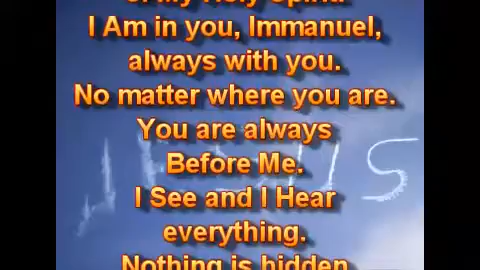 of My Holy Spirit.
I Am in you, Immanuel,
always with you.
No matter where you are.
You are always
Before Me.
I See and I Hear
everything.
Nothing is hidden
JESUS